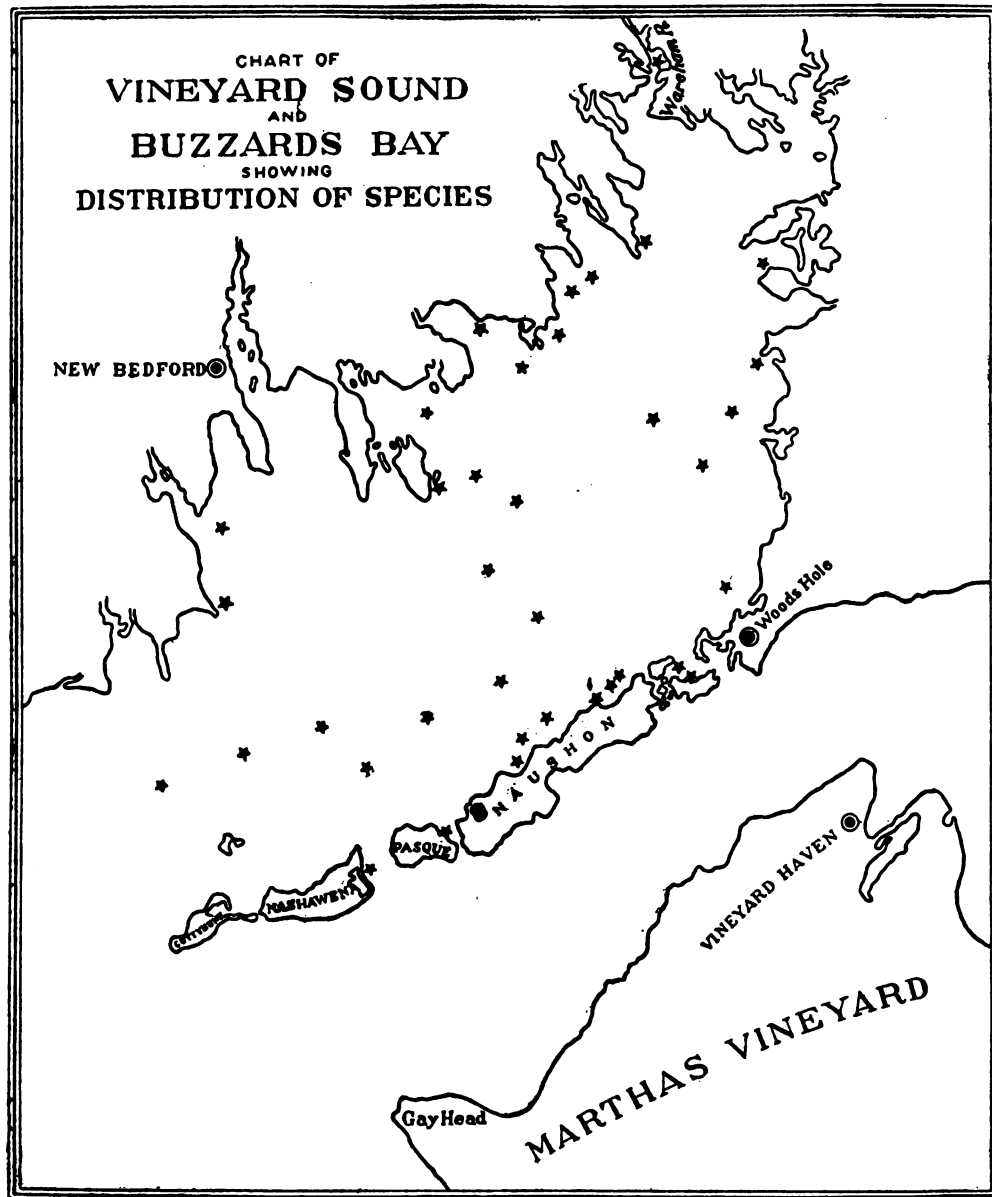 CHART OF
VINEYARD SOUND
AND
BUZZARDS BAY
SHOWING
DISTRIBUTION OF SPECIES
Wareham R.
NEW BEDFORD
Woods Hole
NAUSHON
PASQUE
NASHAWENA
VINEYARD HAVEN
MARTHAS VINEYARD
Gay Head